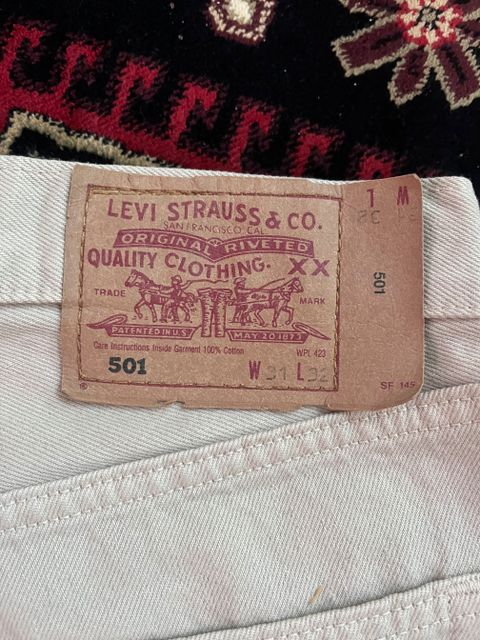 LEVI STRAUSS & CO.
SAN FRANCISCO, CAL.
ORIGINAL RIVETED
QUALITY CLOTHING. XX
TRADE MARK
PATENTED IN U.S. MAY 20 1873
Care Instructions Inside Garment 100% Cotton WPL 423
501 W 31 L 32
®
L W
501
SF 145